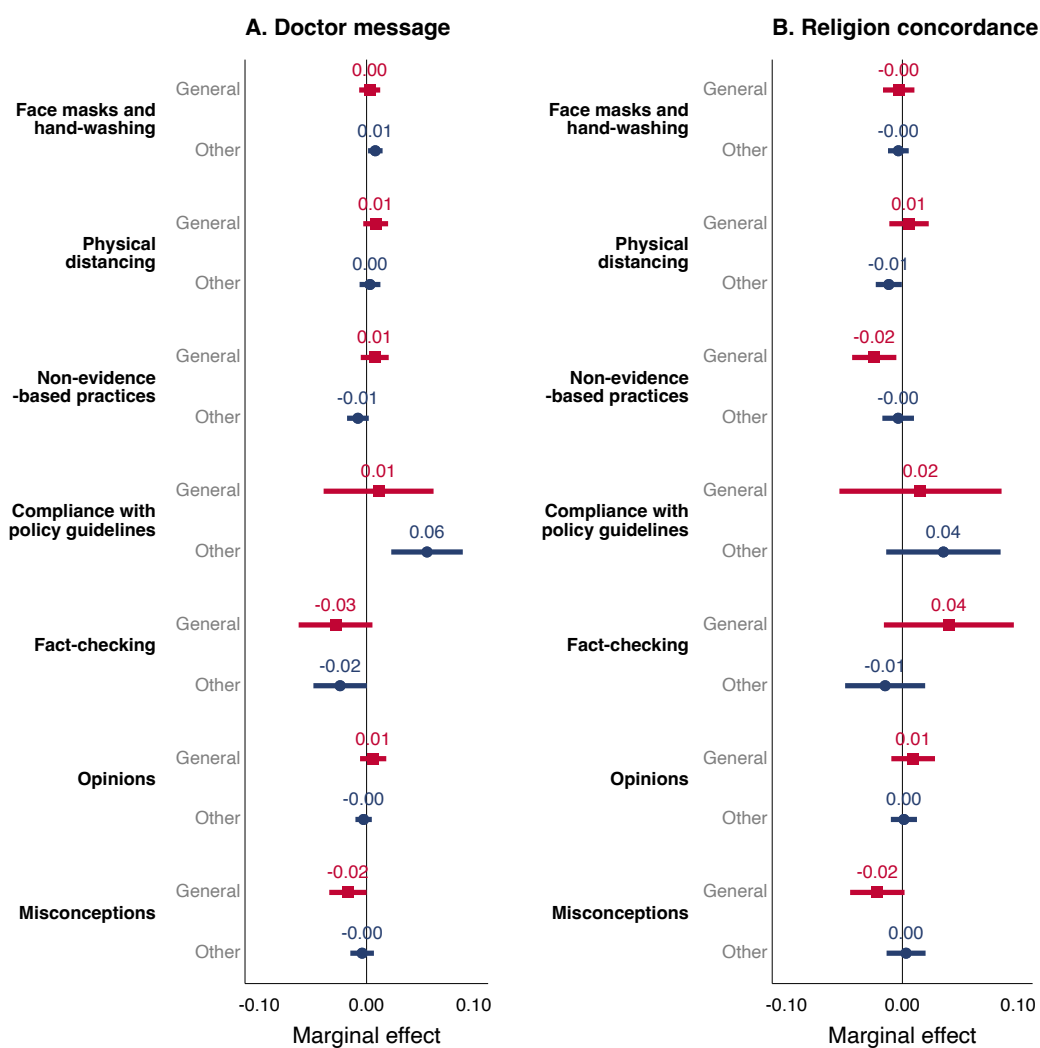 A. Doctor message
0.00
General
Face masks and
hand-washing
0.01
Other
0.01
General
Physical
distancing
0.00
Other
0.01
General
Non-evidence
-based practices
-0.01
Other
0.01
General
Compliance with
policy guidelines
0.06
Other
-0.03
General
Fact-checking
-0.02
Other
0.01
General
Opinions
-0.00
Other
-0.02
General
Misconceptions
-0.00
Other
-0.10 0.00 0.10
Marginal effect
B. Religion concordance
-0.00
General
Face masks and
hand-washing
-0.00
Other
0.01
General
Physical
distancing
-0.01
Other
-0.02
General
Non-evidence
-based practices
-0.00
Other
0.02
General
Compliance with
policy guidelines
0.04
Other
0.04
General
Fact-checking
-0.01
Other
0.01
General
Opinions
0.00
Other
-0.02
General
Misconceptions
0.00
Other
-0.10 0.00 0.10
Marginal effect